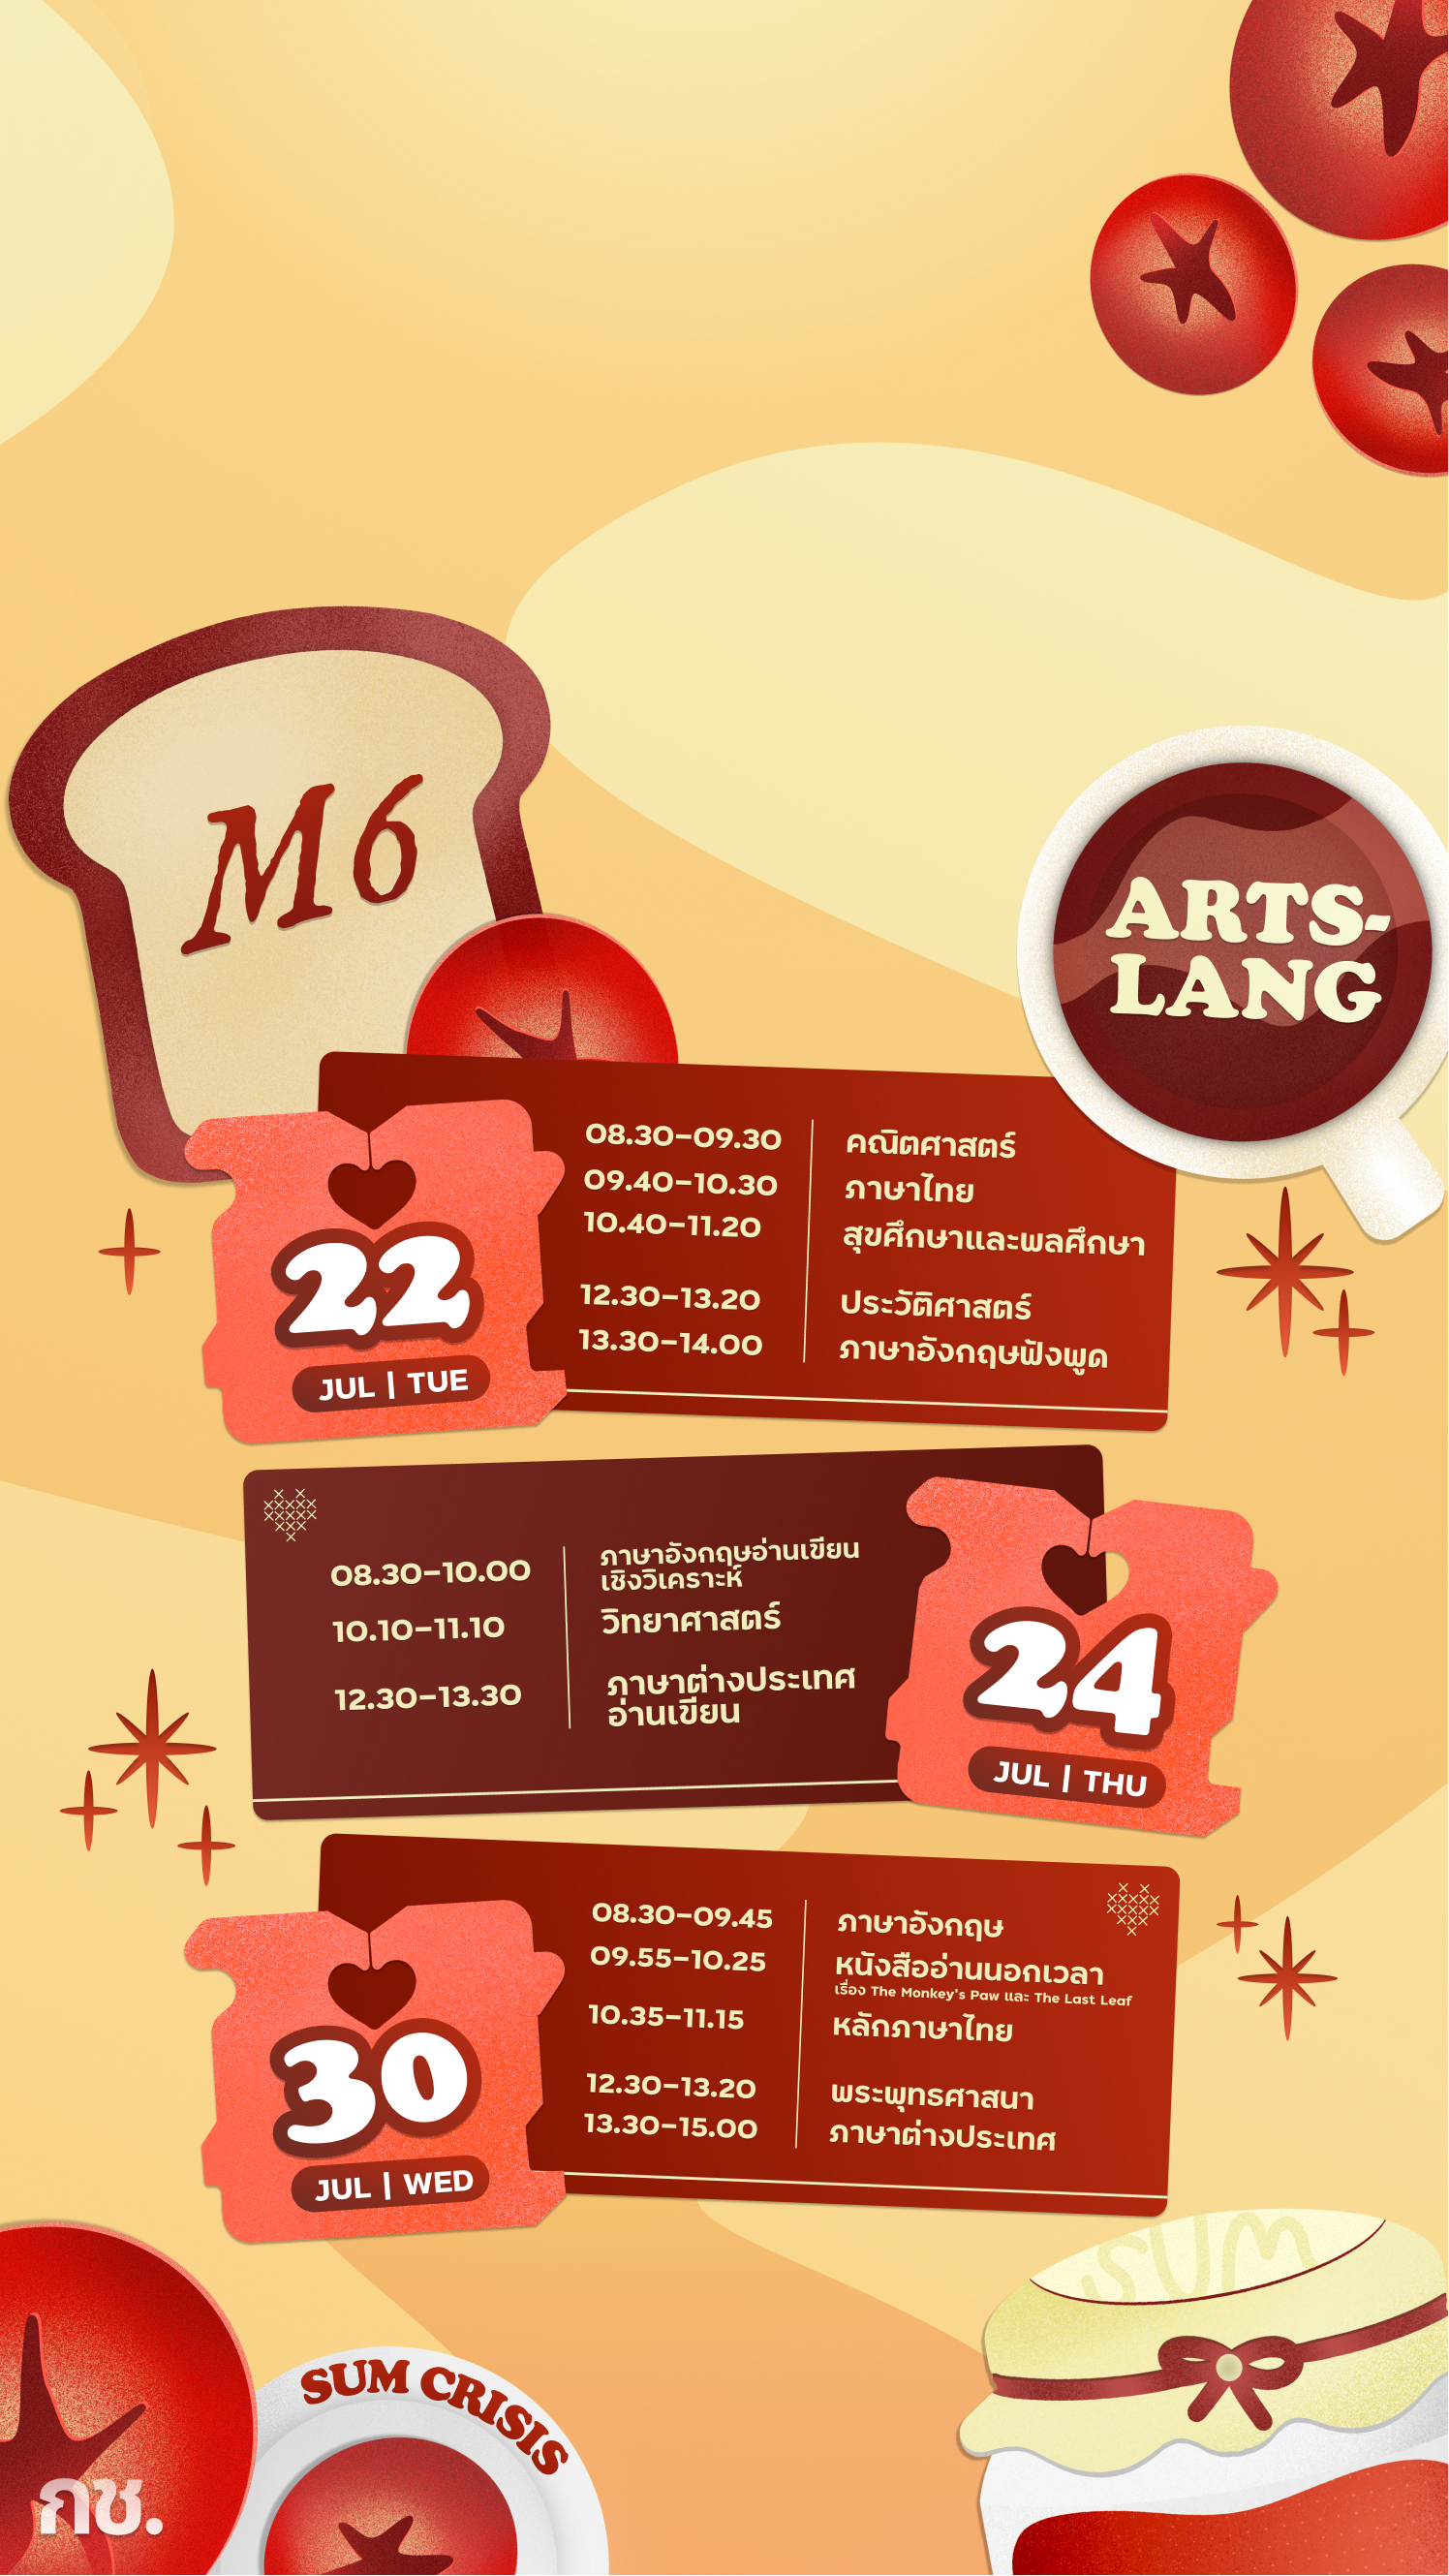 M6
ARTS-
LANG
22
JUL | TUE
08.30-09.30 คณิตศาสตร์
09.40-10.30 ภาษาไทย
10.40-11.20 สุขศึกษาและพลศึกษา
12.30-13.20 ประวัติศาสตร์
13.30-14.00 ภาษาอังกฤษฟังพูด
08.30-10.00 ภาษาอังกฤษอ่านเขียน
เชิงวิเคราะห์
10.10-11.10 วิทยาศาสตร์
12.30-13.30 ภาษาต่างประเทศ
อ่านเขียน
24
JUL | THU
30
JUL | WED
08.30-09.45 ภาษาอังกฤษ
09.55-10.25 หนังสืออ่านนอกเวลา
เรื่อง The Monkey's Paw และ The Last Leaf
10.35-11.15 หลักภาษาไทย
12.30-13.20 พระพุทธศาสนา
13.30-15.00 ภาษาต่างประเทศ
SUM
SUM CRISIS
กช.